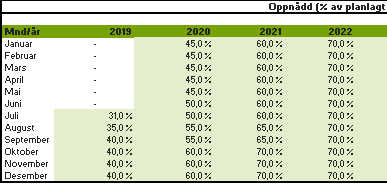 Oppnådd (% av planlagt
Mnd/år 2019 2020 2021 2022
Januar - 45,0 % 60,0 % 70,0 %
Februar - 45,0 % 60,0 % 70,0 %
Mars - 45,0 % 60,0 % 70,0 %
April - 45,0 % 60,0 % 70,0 %
Mai - 45,0 % 60,0 % 70,0 %
Juni - 50,0 % 60,0 % 70,0 %
Juli 31,0 % 50,0 % 60,0 % 70,0 %
August 35,0 % 55,0 % 65,0 % 70,0 %
September 40,0 % 55,0 % 65,0 % 70,0 %
Oktober 40,0 % 60,0 % 70,0 % 70,0 %
November 40,0 % 60,0 % 70,0 % 70,0 %
Desember 40,0 % 60,0 % 70,0 % 70,0 %